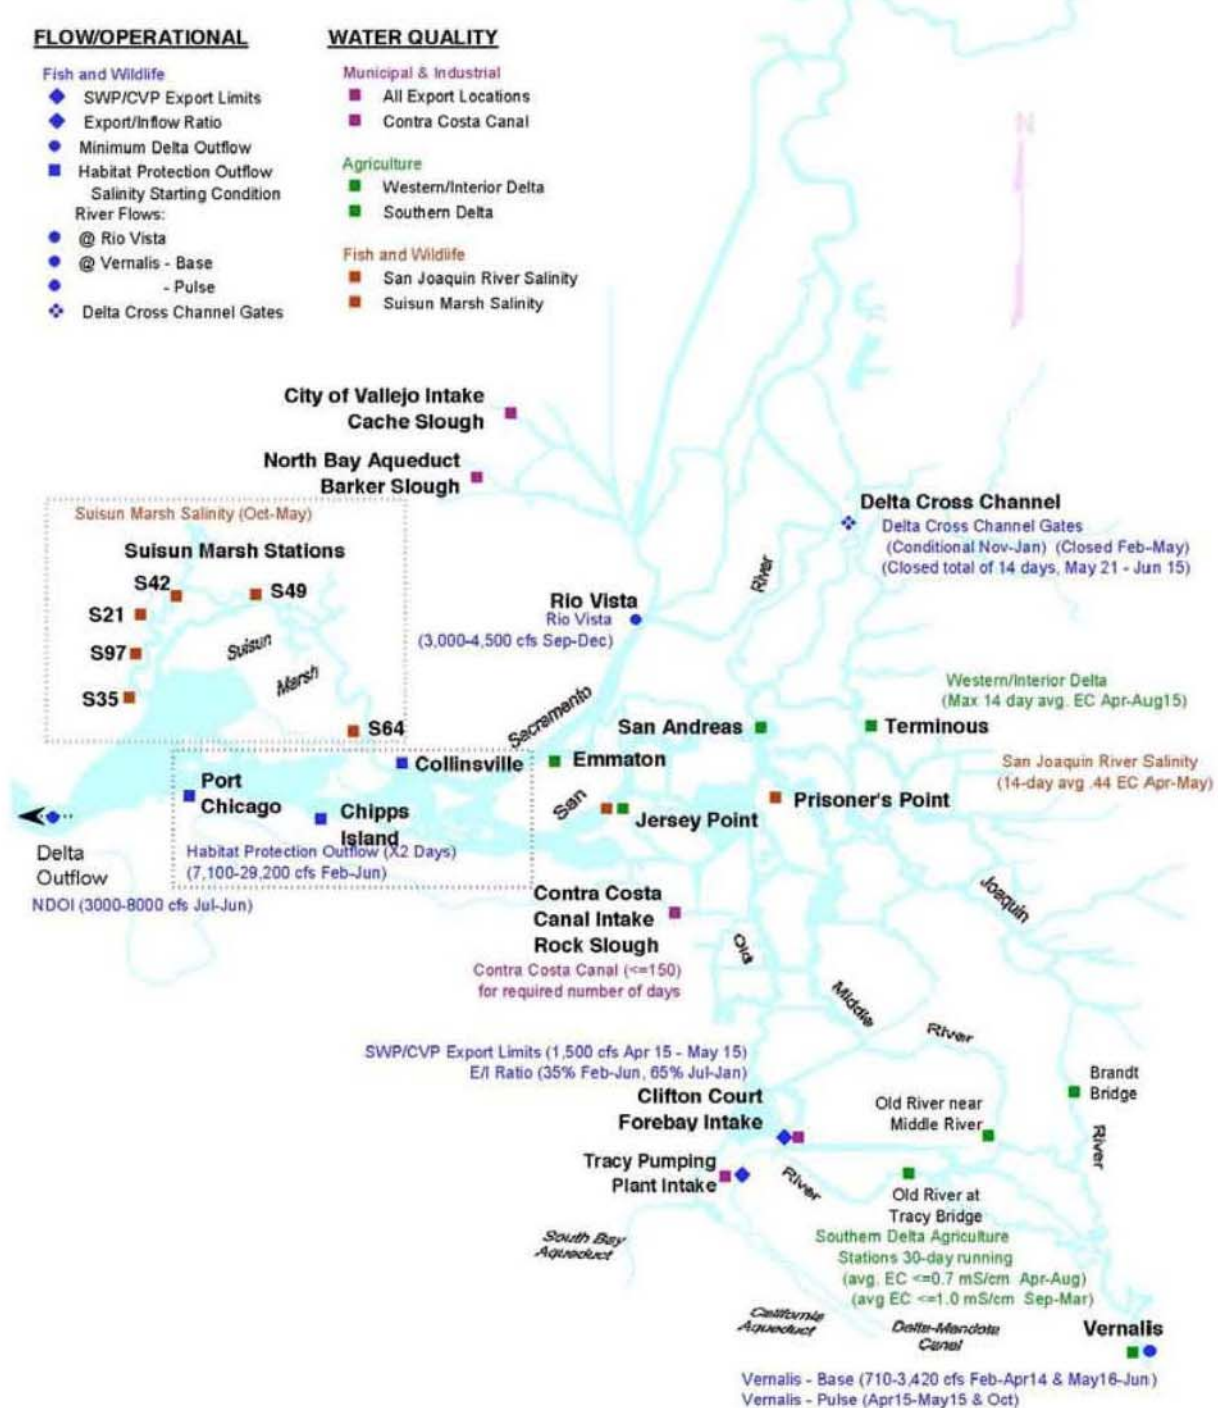 FLOW/OPERATIONAL
Fish and Wildlife
SWP/CVP Export Limits
Export/Inflow Ratio
Minimum Delta Outflow
Habitat Protection Outflow
Salinity Starting Condition
River Flows:
@ Rio Vista
@ Vernalis - Base
- Pulse
Delta Cross Channel Gates
WATER QUALITY
Municipal & Industrial
All Export Locations
Contra Costa Canal
Agriculture
Western/Interior Delta
Southern Delta
Fish and Wildlife
San Joaquin River Salinity
Suisun Marsh Salinity
N
City of Vallejo Intake
Cache Slough
North Bay Aqueduct
Barker Slough
Suisun Marsh Salinity (Oct-May)
Suisun Marsh Stations
S42
S49
S21
S97
S35
S64
Suisun
Marsh
Delta Cross Channel
Delta Cross Channel Gates
(Conditional Nov-Jan) (Closed Feb-May)
(Closed total of 14 days, May 21 - Jun 15)
River
Rio Vista
Rio Vista
(3,000-4,500 cfs Sep-Dec)
Sacramento
Western/Interior Delta
(Max 14 day avg. EC Apr-Aug15)
San Andreas
Terminous
Collinsville
Emmaton
San Joaquin River Salinity
(14-day avg .44 EC Apr-May)
Port
Chicago
Chipps
Island
San
Jersey Point
Prisoner's Point
Habitat Protection Outflow (X2 Days)
(7,100-29,200 cfs Feb-Jun)
Delta
Outflow
NDOI (3000-8000 cfs Jul-Jun)
Contra Costa
Canal Intake
Rock Slough
Contra Costa Canal (<=150)
for required number of days
Joaquin
Old
Middle
River
SWP/CVP Export Limits (1,500 cfs Apr 15 - May 15)
E/I Ratio (35% Feb-Jun, 65% Jul-Jan)
Clifton Court
Forebay Intake
Brandt
Bridge
Old River near
Middle River
River
Tracy Pumping
Plant Intake
River
Old River at
Tracy Bridge
South Bay
Aqueduct
Southern Delta Agriculture
Stations 30-day running
(avg. EC <=0.7 mS/cm Apr-Aug)
(avg EC <=1.0 mS/cm Sep-Mar)
California
Aqueduct
Delta-Mendota
Canal
Vernalis
Vernalis - Base (710-3,420 cfs Feb-Apr14 & May16-Jun)
Vernalis - Pulse (Apr15-May15 & Oct)